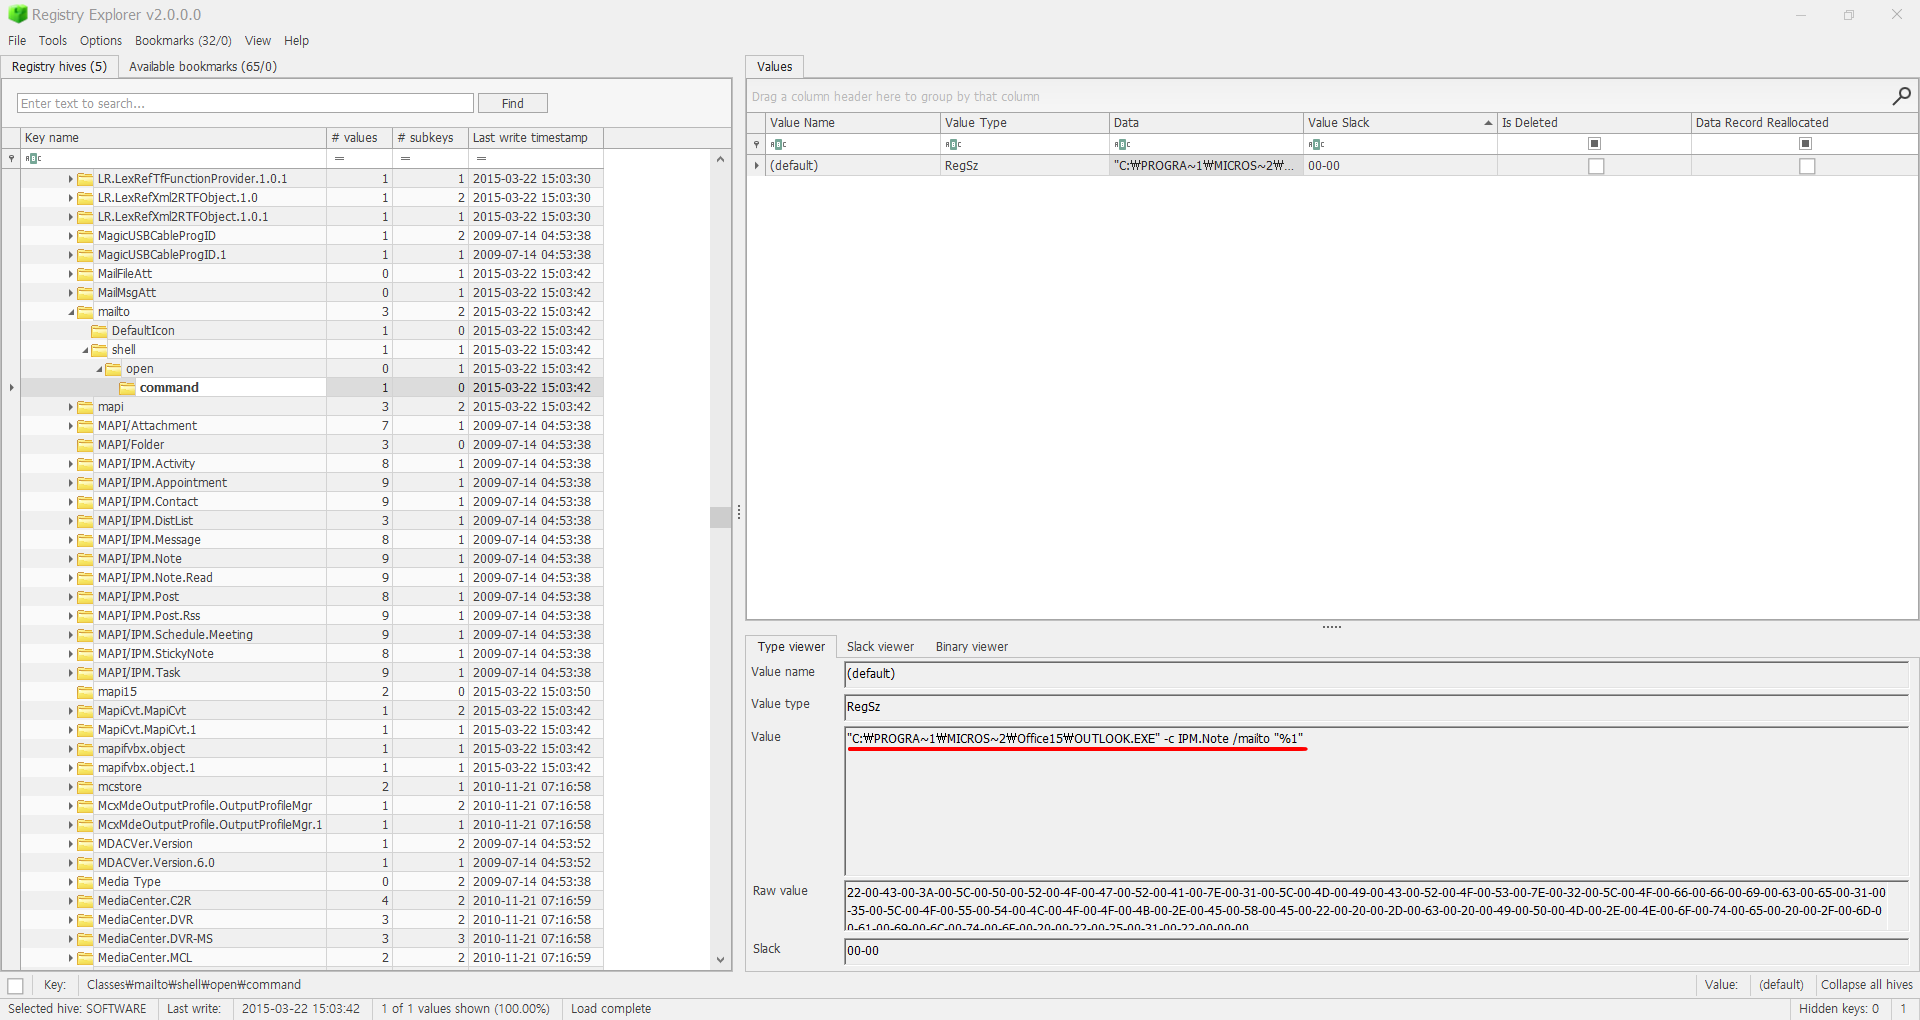 Registry Explorer v2.0.0.0
File Tools Options Bookmarks (32/0) View Help
Registry hives (5) Available bookmarks (65/0)
Enter text to search... Find
Key name # values # subkeys Last write timestamp
= = =
LR.LexRefTfFunctionProvider.1.0.1 1 1 2015-03-22 15:03:30
LR.LexRefXml2RTFObject.1.0 1 2 2015-03-22 15:03:30
LR.LexRefXml2RTFObject.1.0.1 1 1 2015-03-22 15:03:30
MagicUSBCableProgID 1 2 2009-07-14 04:53:38
MagicUSBCableProgID.1 1 1 2009-07-14 04:53:38
MailFileAtt 0 1 2015-03-22 15:03:42
MailMsgAtt 0 1 2015-03-22 15:03:42
mailto 3 2 2015-03-22 15:03:42
DefaultIcon 1 0 2015-03-22 15:03:42
shell 1 1 2015-03-22 15:03:42
open 0 1 2015-03-22 15:03:42
command 1 0 2015-03-22 15:03:42
mapi 3 2 2015-03-22 15:03:42
MAPI/Attachment 7 1 2009-07-14 04:53:38
MAPI/Folder 3 0 2009-07-14 04:53:38
MAPI/IPM.Activity 8 1 2009-07-14 04:53:38
MAPI/IPM.Appointment 9 1 2009-07-14 04:53:38
MAPI/IPM.Contact 9 1 2009-07-14 04:53:38
MAPI/IPM.DistList 3 1 2009-07-14 04:53:38
MAPI/IPM.Message 8 1 2009-07-14 04:53:38
MAPI/IPM.Note 9 1 2009-07-14 04:53:38
MAPI/IPM.Note.Read 9 1 2009-07-14 04:53:38
MAPI/IPM.Post 8 1 2009-07-14 04:53:38
MAPI/IPM.Post.Rss 9 1 2009-07-14 04:53:38
MAPI/IPM.Schedule.Meeting 9 1 2009-07-14 04:53:38
MAPI/IPM.StickyNote 8 1 2009-07-14 04:53:38
MAPI/IPM.Task 9 1 2009-07-14 04:53:38
mapi15 2 0 2015-03-22 15:03:50
MapiCvt.MapiCvt 1 2 2015-03-22 15:03:42
MapiCvt.MapiCvt.1 1 1 2015-03-22 15:03:42
mapifvbx.object 1 2 2015-03-22 15:03:42
mapifvbx.object.1 1 1 2015-03-22 15:03:42
mcstore 2 1 2010-11-21 07:16:58
McxMdeOutputProfile.OutputProfileMgr 1 2 2010-11-21 07:16:58
McxMdeOutputProfile.OutputProfileMgr.1 1 1 2010-11-21 07:16:58
MDACVer.Version 1 2 2009-07-14 04:53:52
MDACVer.Version.6.0 1 1 2009-07-14 04:53:52
Media Type 0 2 2009-07-14 04:53:38
MediaCenter.C2R 4 2 2010-11-21 07:16:59
MediaCenter.DVR 3 2 2010-11-21 07:16:58
MediaCenter.DVR-MS 3 3 2010-11-21 07:16:58
MediaCenter.MCL 2 2 2010-11-21 07:16:59
Values
Drag a column header here to group by that column
Value Name Value Type Data Value Slack Is Deleted Data Record Reallocated
(default) RegSz "C:₩PROGRA~1₩MICROS~2₩... 00-00
Type viewer Slack viewer Binary viewer
Value name (default)
Value type RegSz
Value "C:₩PROGRA~1₩MICROS~2₩Office15₩OUTLOOK.EXE" -c IPM.Note /mailto "%1"
Raw value 22-00-43-00-3A-00-5C-00-50-00-52-00-4F-00-47-00-52-00-41-00-7E-00-31-00-5C-00-4D-00-49-00-43-00-52-00-4F-00-53-00-7E-00-32-00-5C-00-4F-00-66-00-66-00-69-00-63-00-65-00-31-00
-35-00-5C-00-4F-00-55-00-54-00-4C-00-4F-00-4F-00-4B-00-2E-00-45-00-58-00-45-00-22-00-20-00-2D-00-63-00-20-00-49-00-50-00-4D-00-2E-00-4E-00-6F-00-74-00-65-00-20-00-2F-00-6D-0
0-61-00-69-00-6C-00-74-00-6F-00-20-00-22-00-25-00-31-00-22-00-00-00
Slack 00-00
Key: Classes₩mailto₩shell₩open₩command Value: (default) Collapse all hives
Selected hive: SOFTWARE Last write: 2015-03-22 15:03:42 1 of 1 values shown (100.00%) Load complete Hidden keys: 0 1